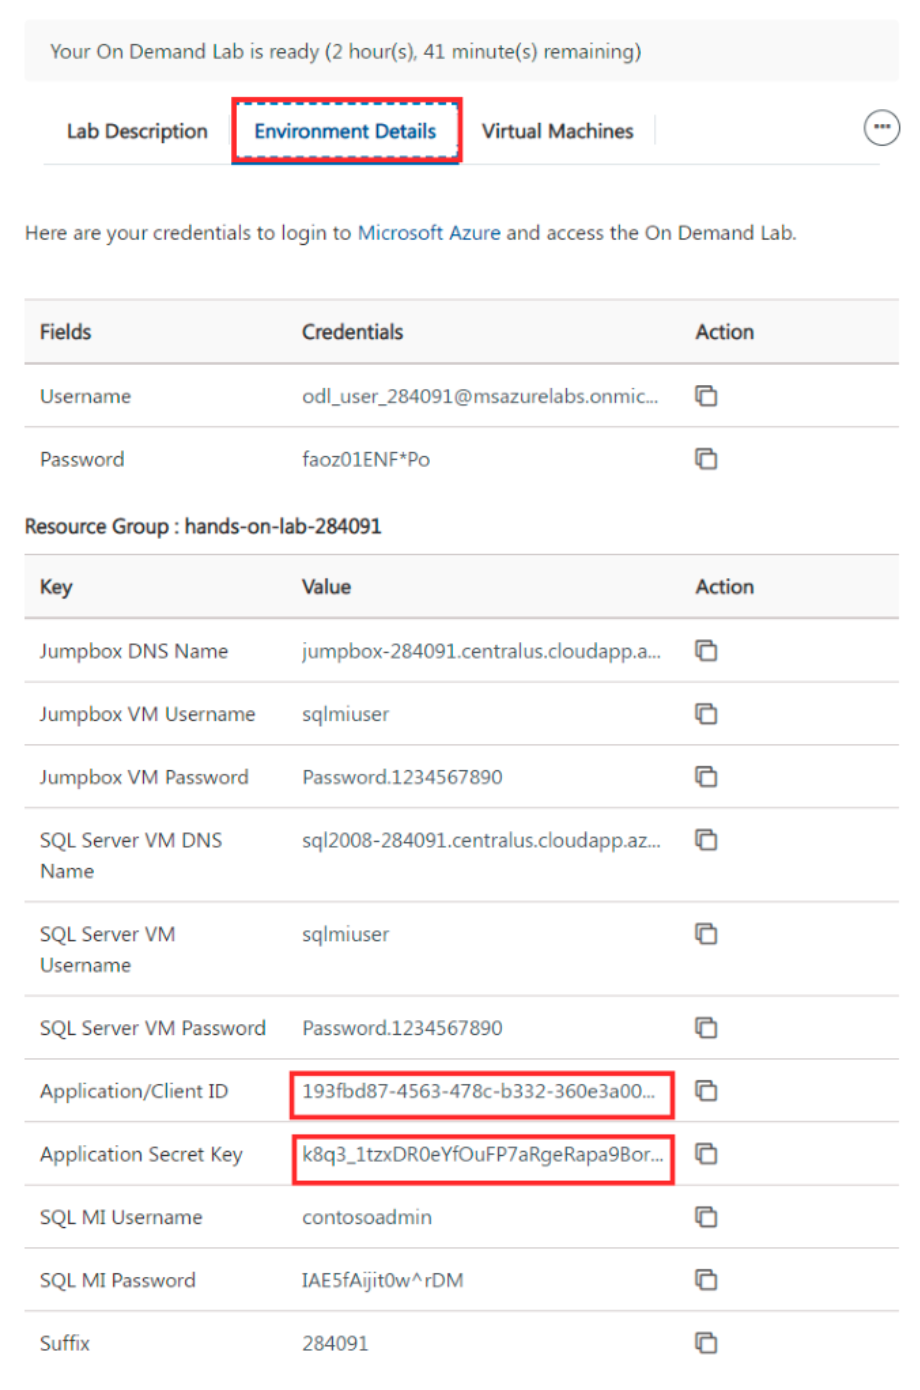 Your On Demand Lab is ready (2 hour(s), 41 minute(s) remaining)
Lab Description Environment Details Virtual Machines
Here are your credentials to login to Microsoft Azure and access the On Demand Lab.
Fields Credentials Action
Username odl_user_284091@msazurelabs.onmic...
Password faoz01ENF*Po
Resource Group : hands-on-lab-284091
Key Value Action
Jumpbox DNS Name jumpbox-284091.centralus.cloudapp.a...
Jumpbox VM Username sqlmiuser
Jumpbox VM Password Password.1234567890
SQL Server VM DNS sql2008-284091.centralus.cloudapp.az...
Name
SQL Server VM sqlmiuser
Username
SQL Server VM Password Password.1234567890
Application/Client ID 193fbd87-4563-478c-b332-360e3a00...
Application Secret Key k8q3_1tzxDR0eYfOuFP7aRgeRapa9Bor...
SQL MI Username contosoadmin
SQL MI Password IAE5fAijit0w^rDM
Suffix 284091